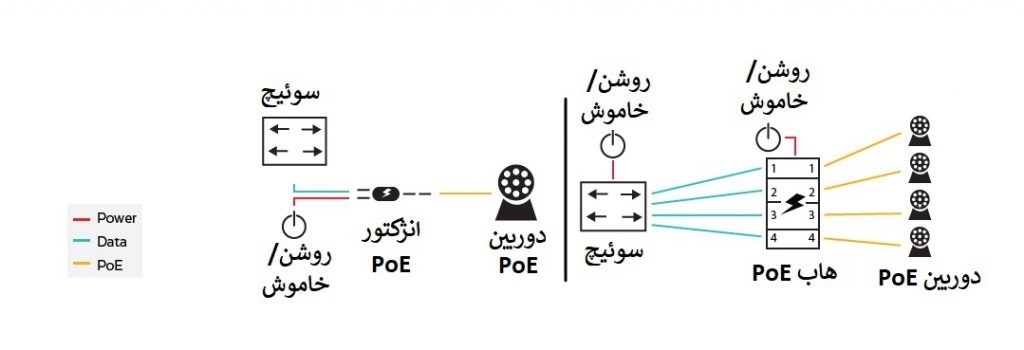 Power
Data
PoE
سوئیچ
روشن/
خاموش
انژکتور
PoE
دوربین
PoE
روشن/
خاموش
سوئیچ
روشن/
خاموش
1 1
2 2
3 3
4 4
هاب PoE
دوربین PoE